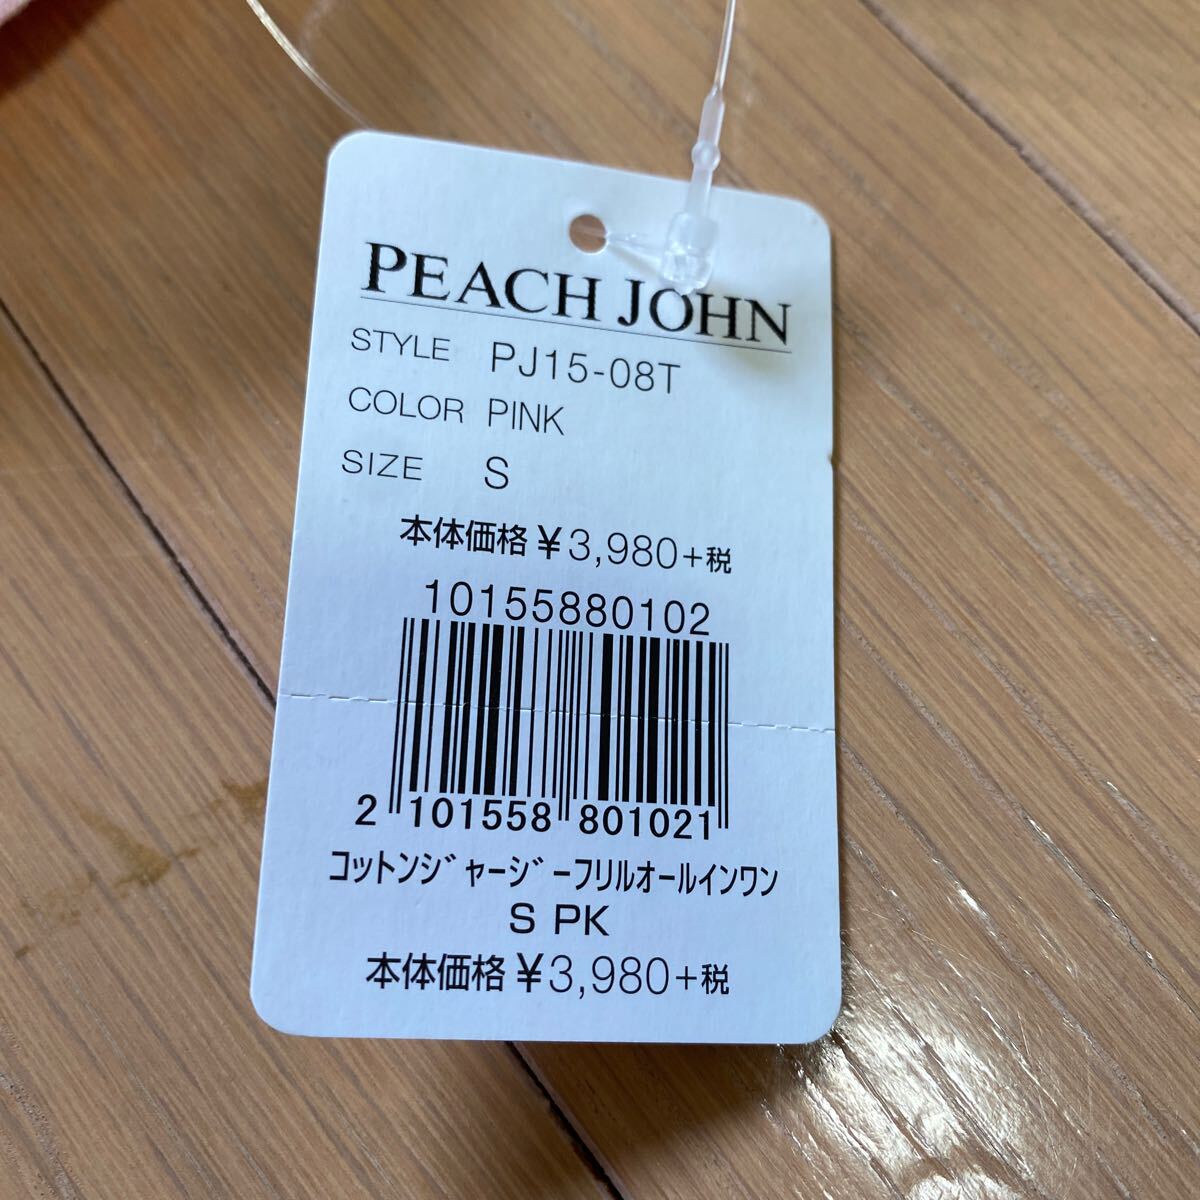 PEACH JOHN
STYLE PJ15-08T
COLOR PINK
SIZE S
本体価格¥3,980+税
10155880102
2 101558 801021
コットンジャージーフリルオールインワン
S PK
本体価格¥3,980+税